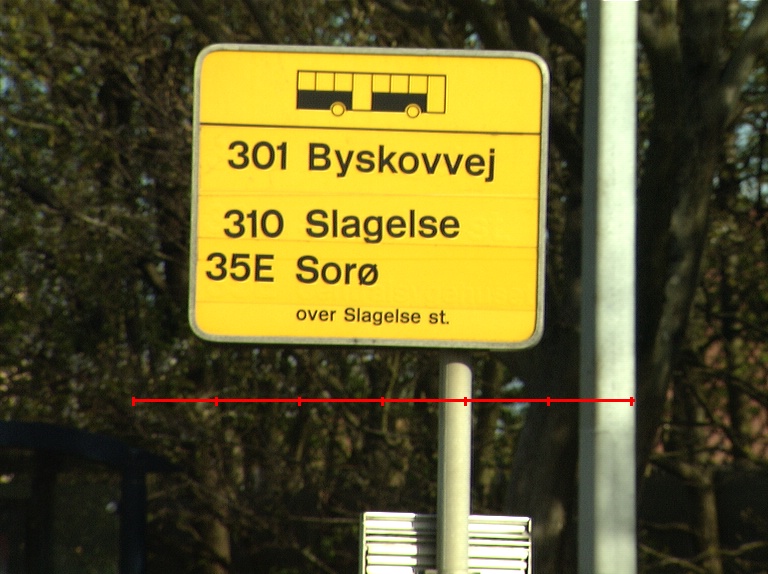 301 Byskovvej
310 Slagelse
35E Sorø
over Slagelse st.